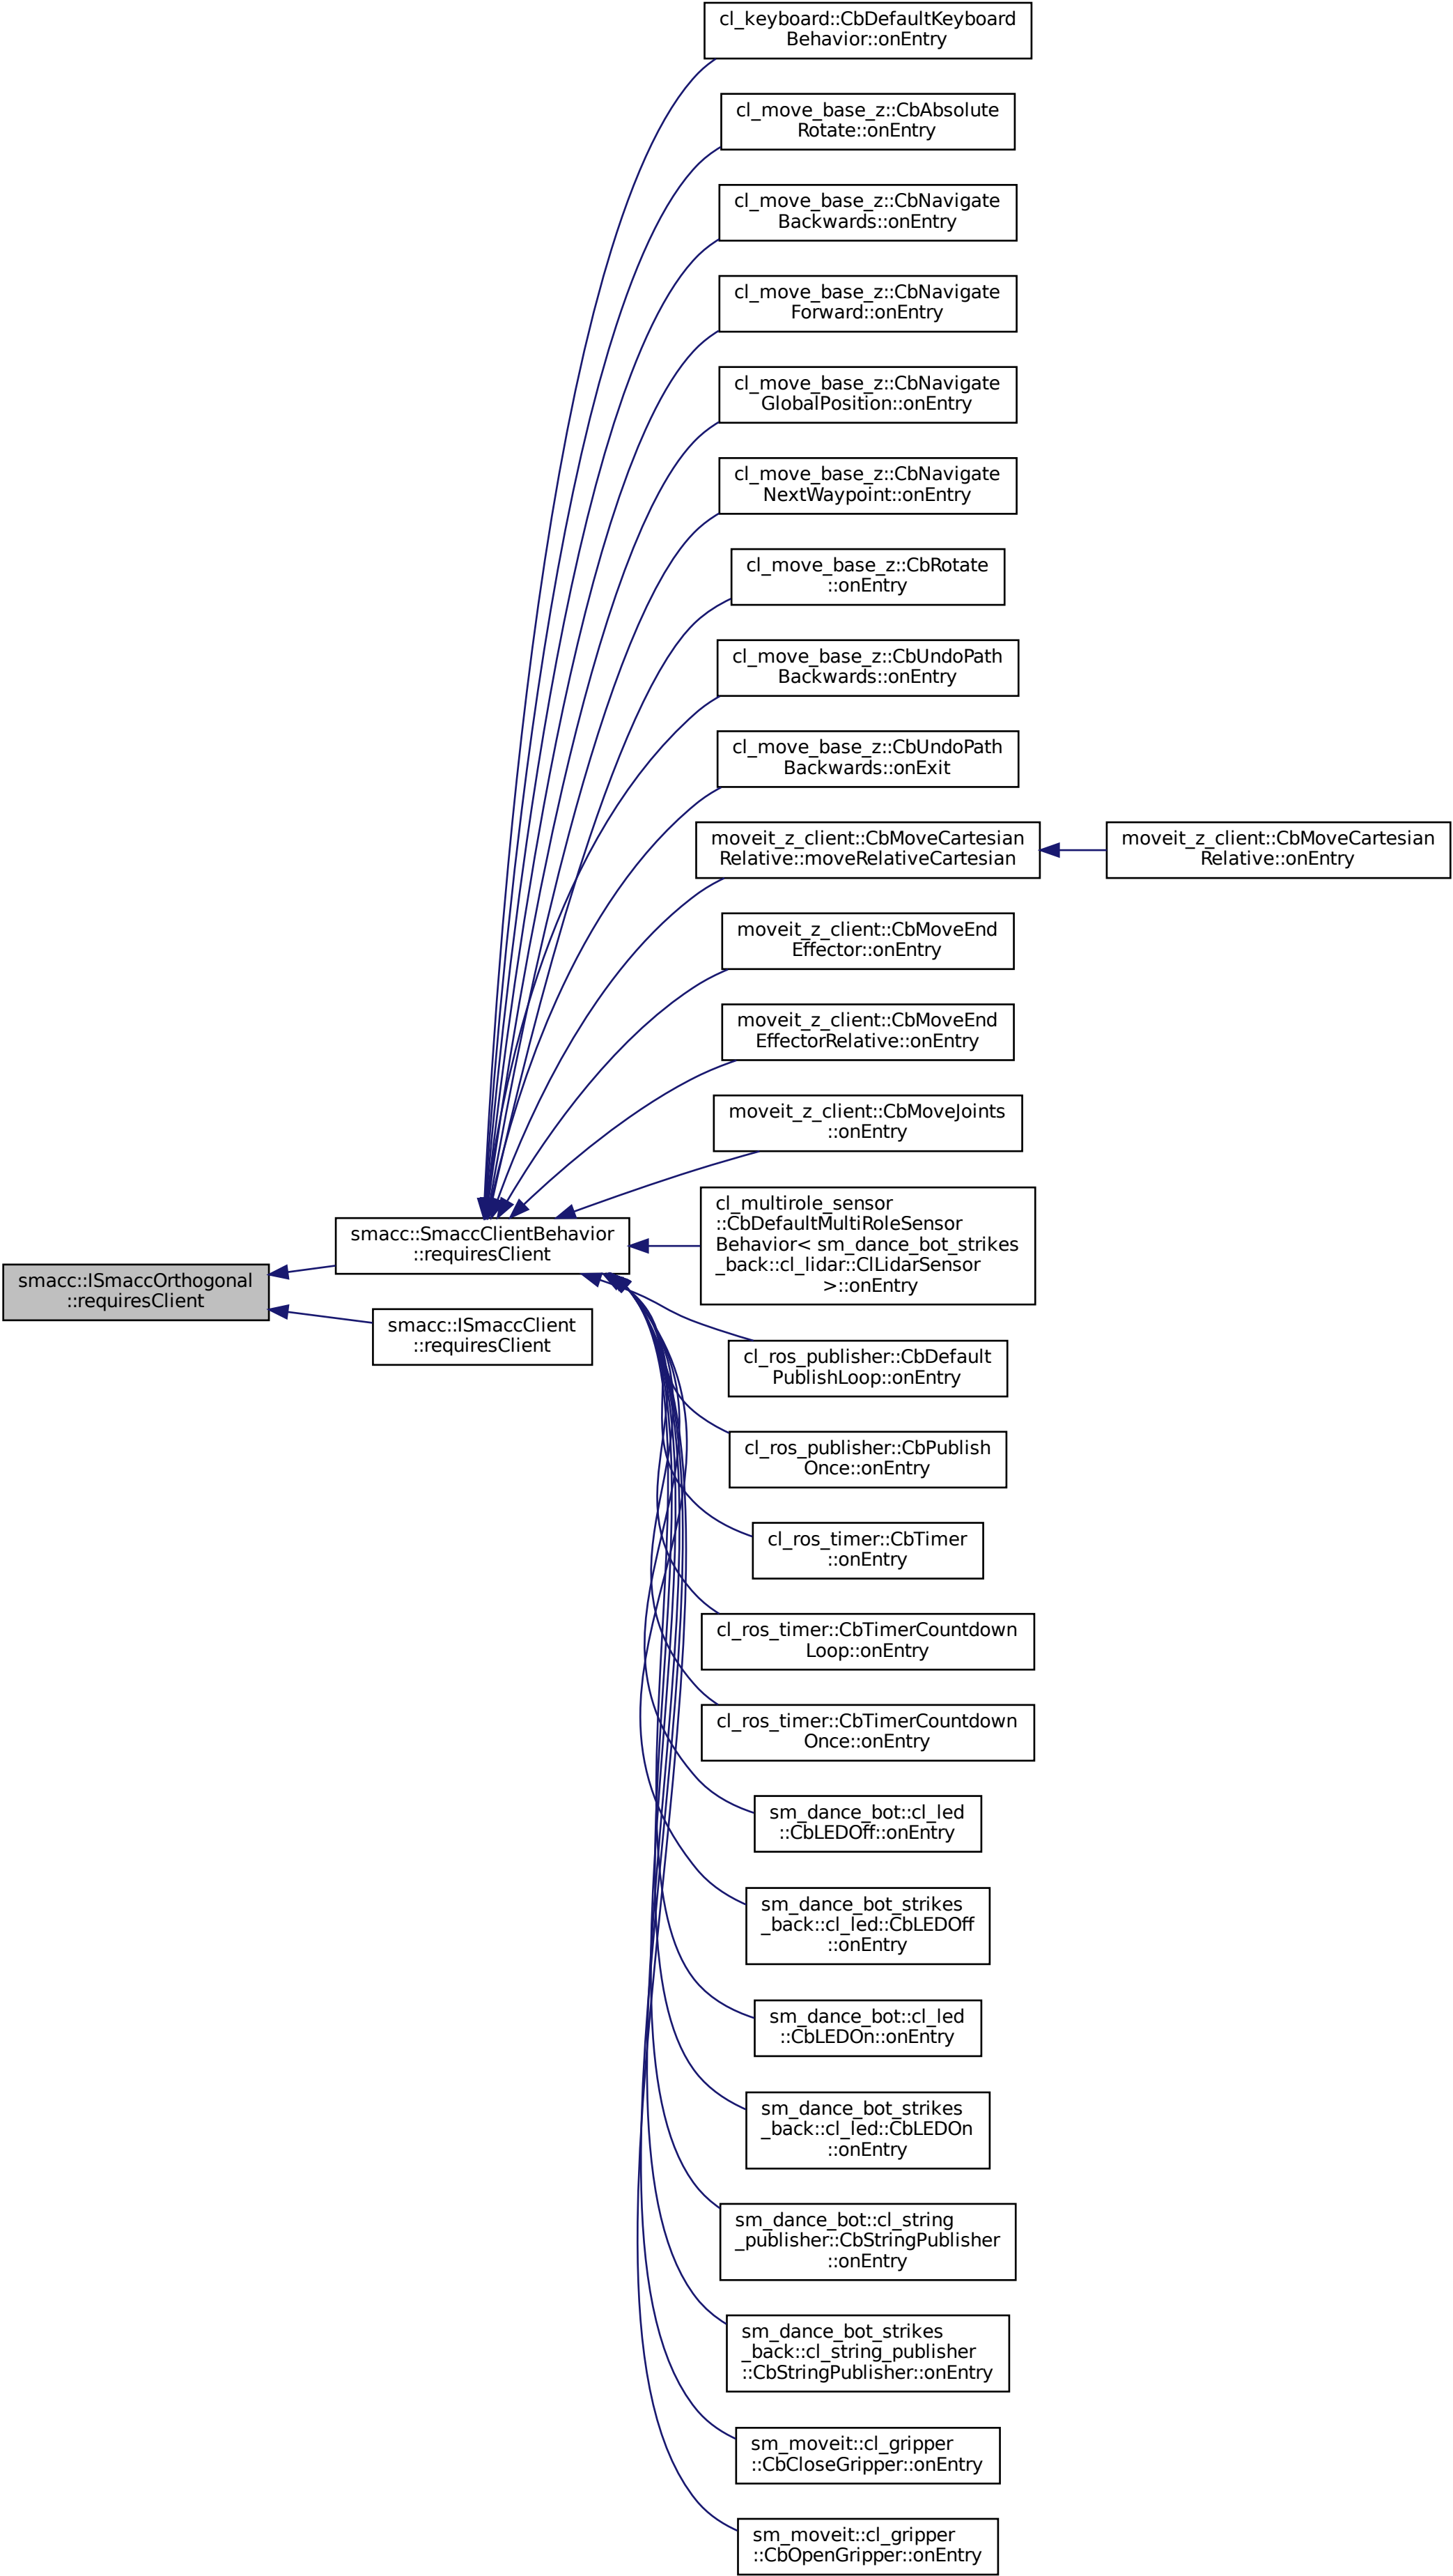 cl_keyboard::CbDefaultKeyboard
Behavior::onEntry
cl_move_base_z::CbAbsolute
Rotate::onEntry
cl_move_base_z::CbNavigate
Backwards::onEntry
cl_move_base_z::CbNavigate
Forward::onEntry
cl_move_base_z::CbNavigate
GlobalPosition::onEntry
cl_move_base_z::CbNavigate
NextWaypoint::onEntry
cl_move_base_z::CbRotate
::onEntry
cl_move_base_z::CbUndoPath
Backwards::onEntry
cl_move_base_z::CbUndoPath
Backwards::onExit
moveit_z_client::CbMoveCartesian
Relative::moveRelativeCartesian
moveit_z_client::CbMoveCartesian
Relative::onEntry
moveit_z_client::CbMoveEnd
Effector::onEntry
moveit_z_client::CbMoveEnd
EffectorRelative::onEntry
moveit_z_client::CbMoveJoints
::onEntry
smacc::ISmaccOrthogonal
::requiresClient
smacc::SmaccClientBehavior
::requiresClient
smacc::ISmaccClient
::requiresClient
cl_multirole_sensor
::CbDefaultMultiRoleSensor
Behavior< sm_dance_bot_strikes
_back::cl_lidar::ClLidarSensor
>::onEntry
cl_ros_publisher::CbDefault
PublishLoop::onEntry
cl_ros_publisher::CbPublish
Once::onEntry
cl_ros_timer::CbTimer
::onEntry
cl_ros_timer::CbTimerCountdown
Loop::onEntry
cl_ros_timer::CbTimerCountdown
Once::onEntry
sm_dance_bot::cl_led
::CbLEDOff::onEntry
sm_dance_bot_strikes
_back::cl_led::CbLEDOff
::onEntry
sm_dance_bot::cl_led
::CbLEDOn::onEntry
sm_dance_bot_strikes
_back::cl_led::CbLEDOn
::onEntry
sm_dance_bot::cl_string
_publisher::CbStringPublisher
::onEntry
sm_dance_bot_strikes
_back::cl_string_publisher
::CbStringPublisher::onEntry
sm_moveit::cl_gripper
::CbCloseGripper::onEntry
sm_moveit::cl_gripper
::CbOpenGripper::onEntry